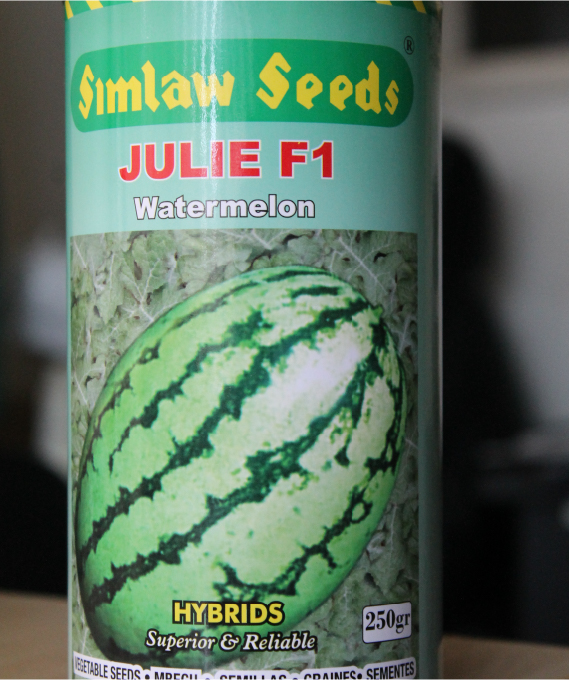 Simlaw Seeds ®
JULIE F1
Watermelon
HYBRIDS
250gr
Superior & Reliable
VEGETABLE SEEDS • MBEGU • SEMILLAS • GRAINES • SEMENTES